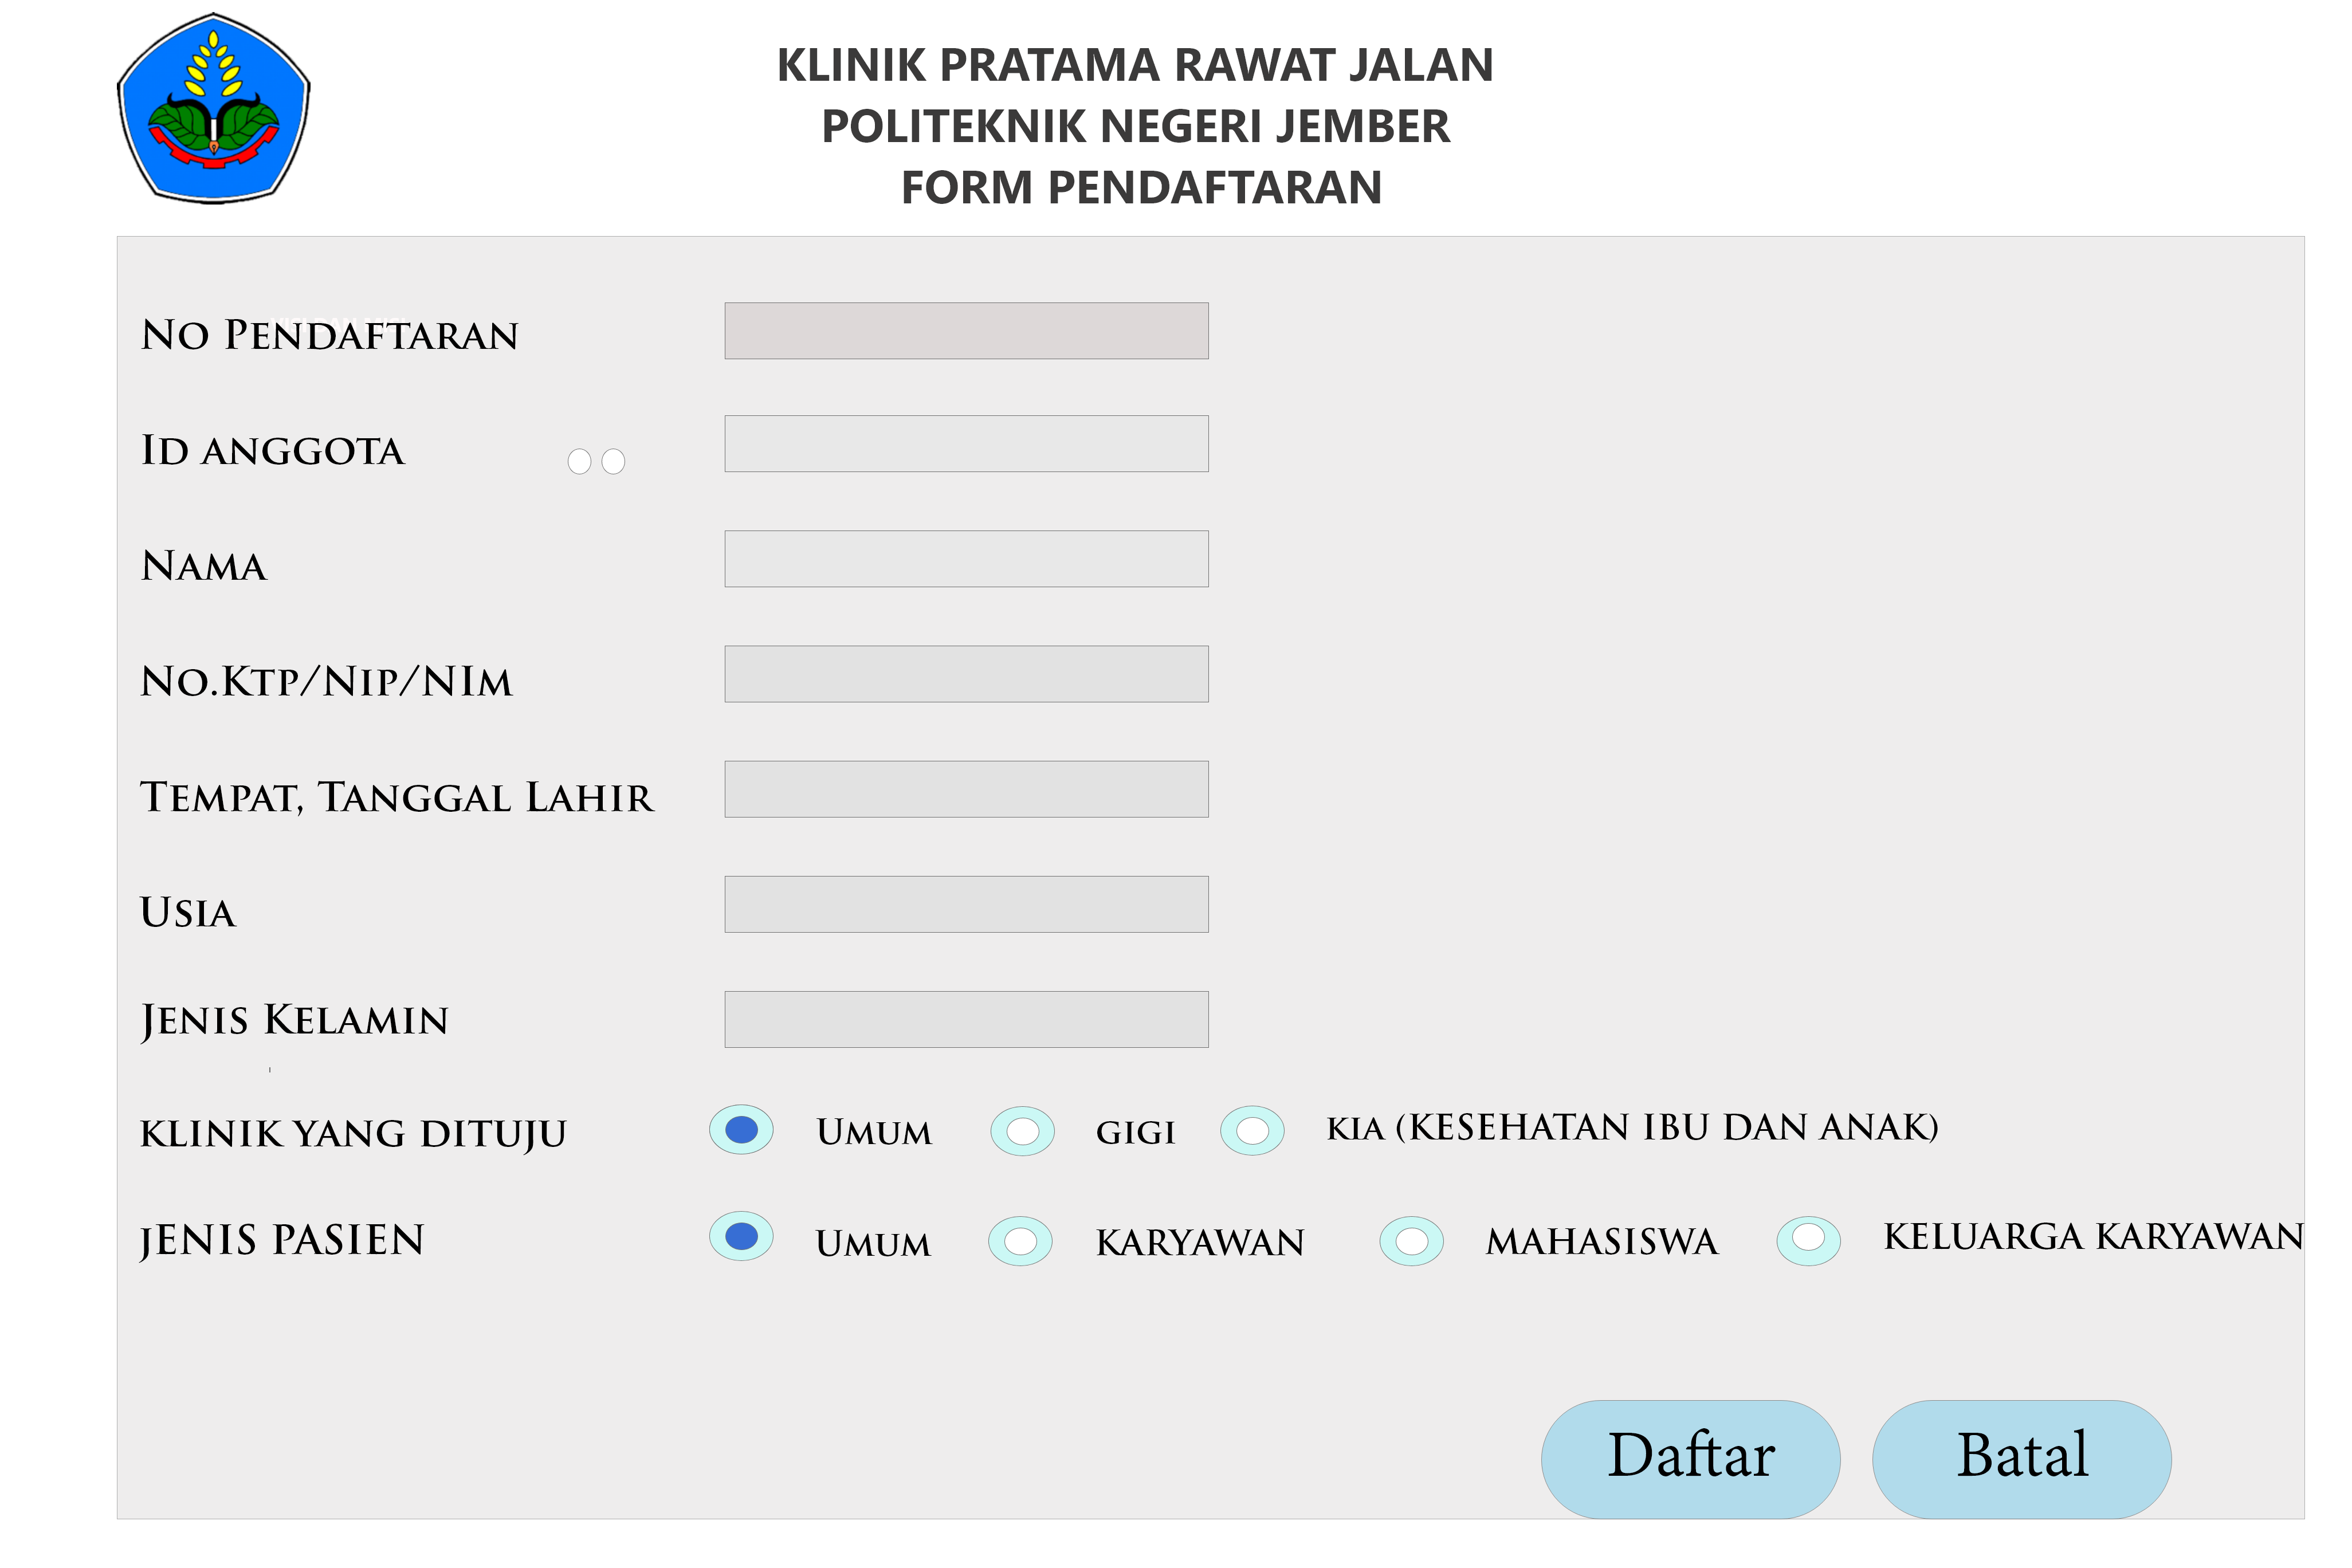 KLINIK PRATAMA RAWAT JALAN
POLITEKNIK NEGERI JEMBER
FORM PENDAFTARAN
No Pendaftaran
Id anggota
Nama
No.Ktp/Nip/NIm
Tempat, Tanggal Lahir
Usia
Jenis Kelamin
klinik yang dituju Umum gigi kia (KESEHATAN IBU DAN ANAK)
jENIS PASIEN Umum KARYAWAN MAHASISWA KELUARGA KARYAWAN
Daftar Batal